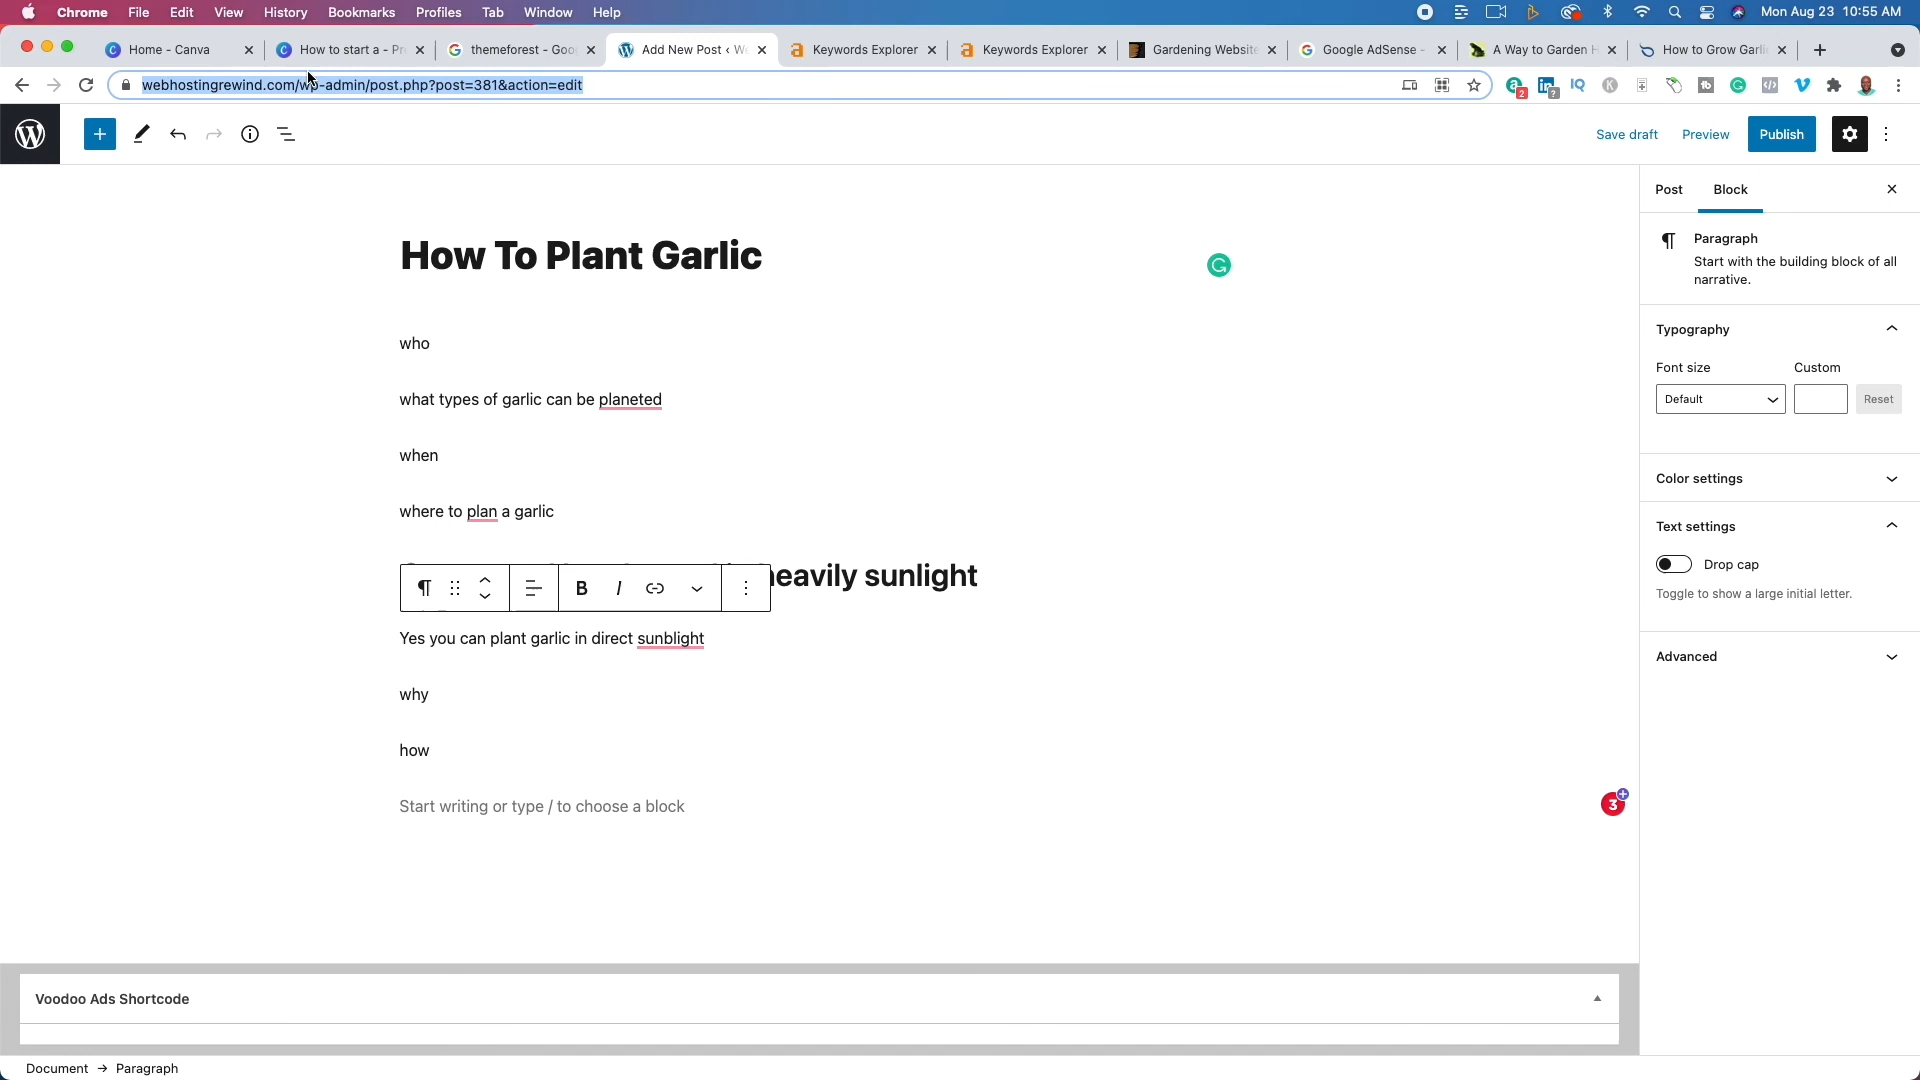 Chrome File Edit View History Bookmarks Profiles Tab Window Help Mon Aug 23 10:55 AM
Home - Canva How to start a - Pr themeforest - Goo Add New Post ‹ W Keywords Explorer Keywords Explorer Gardening Website Google AdSense - A Way to Garden H How to Grow Garli
webhostingrewind.com/wp-admin/post.php?post=381&action=edit
2
?
Save draft Preview Publish
Post Block
Paragraph
Start with the building block of all
narrative.
How To Plant Garlic
Typography
who
Font size Custom
what types of garlic can be planeted
Default Reset
when
Color settings
where to plan a garlic
Text settings
heavily sunlight
Drop cap
B I
Toggle to show a large initial letter.
Yes you can plant garlic in direct sunblight
Advanced
why
how
Start writing or type / to choose a block
3
Voodoo Ads Shortcode
Document → Paragraph